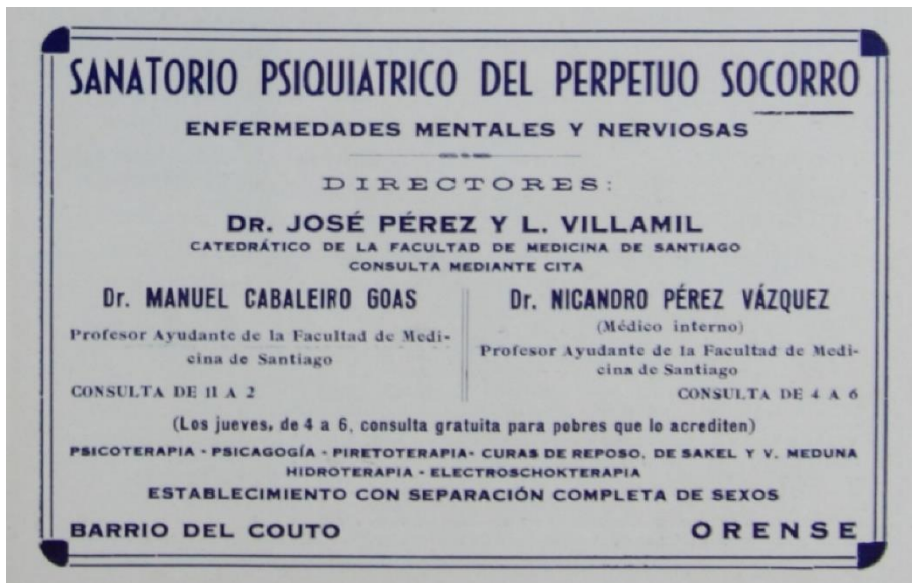 SANATORIO PSIQUIATRICO DEL PERPETUO SOCORRO
ENFERMEDADES MENTALES Y NERVIOSAS
DIRECTORES:
DR. JOSÉ PÉREZ Y L. VILLAMIL
CATEDRÁTICO DE LA FACULTAD DE MEDICINA DE SANTIAGO
CONSULTA MEDIANTE CITA
Dr. MANUEL CABALEIRO GOAS
Profesor Ayudante de la Facultad de Medi-
cina de Santiago
CONSULTA DE 11 A 2
Dr. NICANDRO PÉREZ VÁZQUEZ
(Médico interno)
Profesor Ayudante de la Facultad de Medi-
cina de Santiago
CONSULTA DE 4 A 6
(Los jueves, de 4 a 6, consulta gratuita para pobres que lo acrediten)
PSICOTERAPIA - PSICAGOGÍA - PIRETOTERAPIA- CURAS DE REPOSO, DE SAKEL Y V. MEDUNA
HIDROTERAPIA - ELECTROSCHOKTERAPIA
ESTABLECIMIENTO CON SEPARACIÓN COMPLETA DE SEXOS
BARRIO DEL COUTO ORENSE